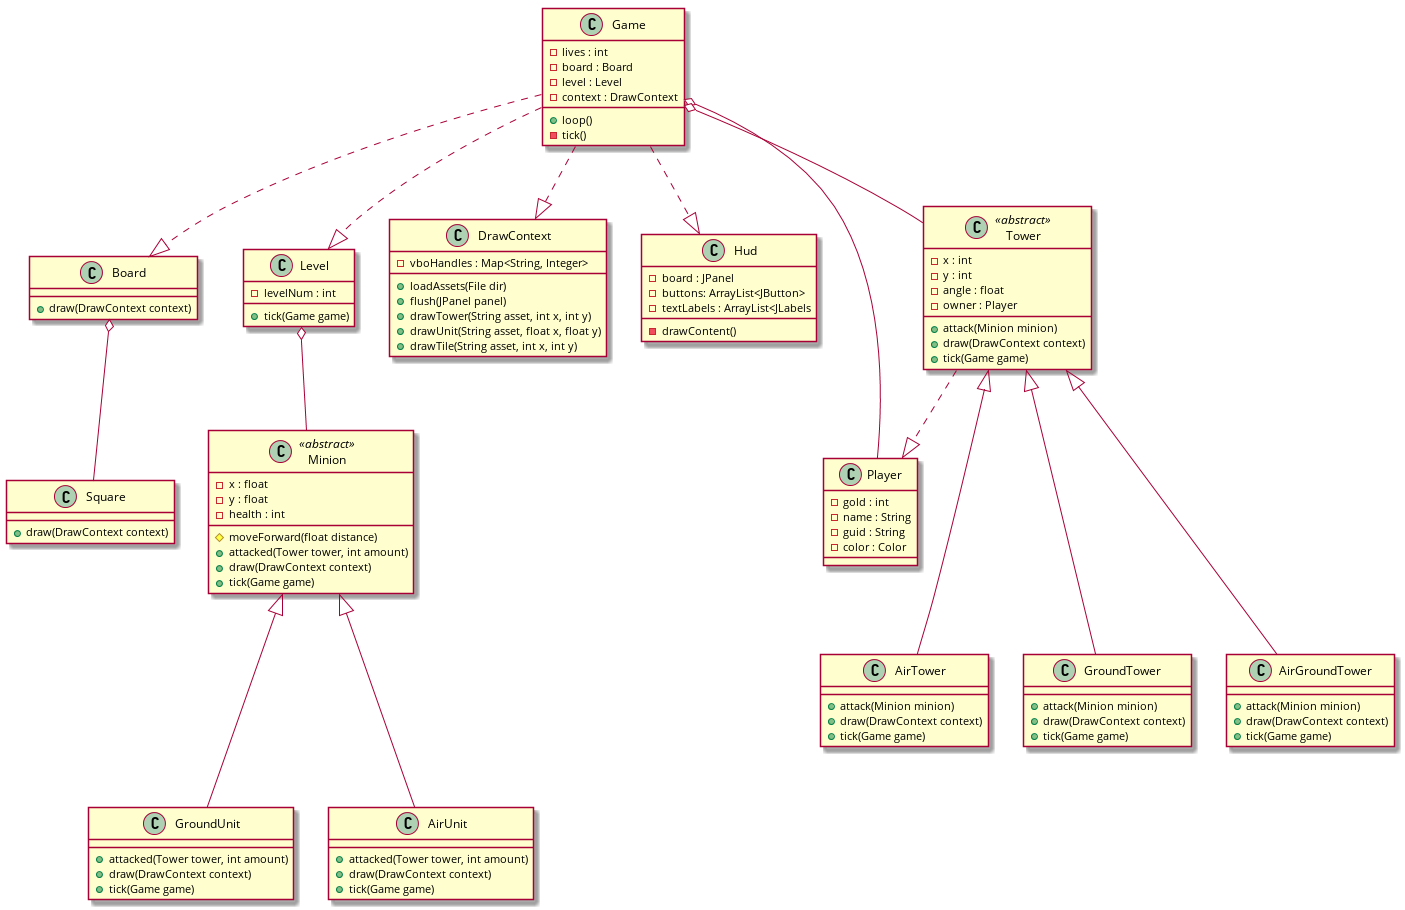 C Game
lives : int
board : Board
level : Level
context : DrawContext
loop()
tick()
C Board
draw(DrawContext context)
C Level
levelNum : int
tick(Game game)
C DrawContext
vboHandles : Map<String, Integer>
loadAssets(File dir)
flush(JPanel panel)
drawTower(String asset, int x, int y)
drawUnit(String asset, float x, float y)
drawTile(String asset, int x, int y)
C Hud
board : JPanel
buttons: ArrayList<JButton>
textLabels : ArrayList<JLabels
drawContent()
C «abstract»
Tower
x : int
y : int
angle : float
owner : Player
attack(Minion minion)
draw(DrawContext context)
tick(Game game)
C Square
draw(DrawContext context)
C «abstract»
Minion
x : float
y : float
health : int
moveForward(float distance)
attacked(Tower tower, int amount)
draw(DrawContext context)
tick(Game game)
C Player
gold : int
name : String
guid : String
color : Color
C AirTower
attack(Minion minion)
draw(DrawContext context)
tick(Game game)
C GroundTower
attack(Minion minion)
draw(DrawContext context)
tick(Game game)
C AirGroundTower
attack(Minion minion)
draw(DrawContext context)
tick(Game game)
C GroundUnit
attacked(Tower tower, int amount)
draw(DrawContext context)
tick(Game game)
C AirUnit
attacked(Tower tower, int amount)
draw(DrawContext context)
tick(Game game)